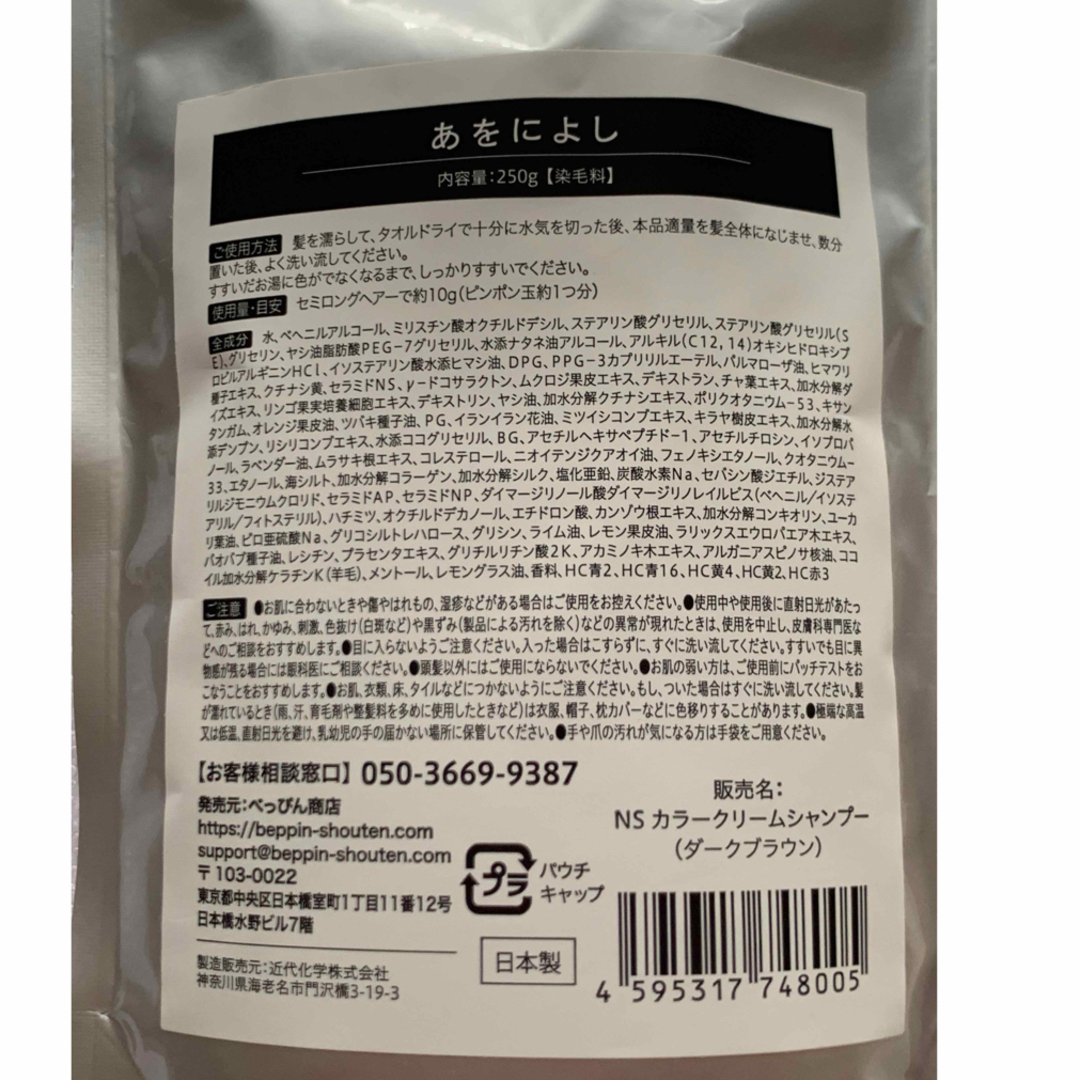 あをによし
内容量:250g【染毛料】
ご使用方法 髪を濡らして、タオルドライで十分に水気を切った後、本品適量を髪全体になじませ、数分
置いた後、よく洗い流してください。
すすいだお湯に色がでなくなるまで、しっかりすすいでください。
使用量・目安 セミロングヘアーで約10g(ピンポン玉約1つ分)
全成分 水、ベヘニルアルコール、ミリスチン酸オクチルドデシル、ステアリン酸グリセリル、ステアリン酸グリセリル(S
E)、グリセリン、ヤシ油脂肪酸PEG-7グリセリル、水添ナタネ油アルコール、アルキル(C12,14)オキシヒドロキシプ
ロピルアルギニンHCl、イソステアリン酸水添ヒマシ油、DPG、PPG-3カプリリルエーテル、パルマローザ油、ヒマワリ
種子エキス、クチナシ黄、セラミドNS、γードコサラクトン、ムクロジ果皮エキス、デキストラン、チャ葉エキス、加水分解ダ
イズエキス、リンゴ果実培養細胞エキス、デキストリン、ヤシ油、加水分解クチナシエキス、ポリクオタニウム-53、キサン
タンガム、オレンジ果皮油、ツバキ種子油、PG、イランイラン花油、ミツイシコンブエキス、キラヤ樹皮エキス、加水分解水
添デンプン、リシリコンブエキス、水添ココグリセリル、BG、アセチルヘキサペプチド-1、アセチルチロシン、イソプロパ
ノール、ラベンダー油、ムラサキ根エキス、コレステロール、ニオイテンジクアオイ油、フェノキシエタノール、クオタニウム-
33、エタノール、海シルト、加水分解コラーゲン、加水分解シルク、塩化亜鉛、炭酸水素Na、セバシン酸ジエチル、ジステア
リルジモニウムクロリド、セラミドAP、セラミドNP、ダイマージリノール酸ダイマージリノレイルビス(ベヘニル/イソステ
アリル/フィトステリル)、ハチミツ、オクチルドデカノール、エチドロン酸、カンゾウ根エキス、加水分解コンキオリン、ユーカ
リ葉油、ピロ亜硫酸Na、グリコシルトレハロース、グリシン、ライム油、レモン果皮油、ラリックスエウロパエア木エキス、
バオバブ種子油、レシチン、プラセンタエキス、グリチルリチン酸2K、アカミノキ木エキス、アルガニアスピノサ核油、ココ
イル加水分解ケラチンK(羊毛)、メントール、レモングラス油、香料、HC青2、HC青16、HC黄4、HC黄2、HC赤3
ご注意 ●お肌に合わないときや傷やはれもの、湿疹などがある場合はご使用をお控えください。●使用中や使用後に直射日光があたっ
て、赤み、はれ、かゆみ、刺激、色抜け(白斑など)や黒ずみ(製品による汚れを除く)などの異常が現れたときは、使用を中止し、皮膚科専門医な
どへのご相談をおすすめします。●目に入らないようご注意ください。入った場合はこすらずに、すぐに洗い流してください。すすいでも目に異
物感が残る場合には眼科医にご相談ください。●頭髪以外にはご使用にならないでください。●お肌の弱い方は、ご使用前にパッチテストをお
こなうことをおすすめします。●お肌、衣類、床、タイルなどにつかないようにご注意ください。もし、ついた場合はすぐに洗い流してください。髪
が濡れているとき(雨、汗、育毛剤や整髪料を多めに使用したときなど)は衣服、帽子、枕カバーなどに色移りすることがあります。●極端な高温
又は低温、直射日光を避け、乳幼児の手の届かない場所に保管してください。●手や爪の汚れが気になる方は手袋をご用意ください。
【お客様相談窓口】050-3669-9387
発売元:べっぴん商店
https://beppin-shouten.com
support@beppin-shouten.com
〒103-0022
東京都中央区日本橋室町1丁目11番12号
日本橋水野ビル7階
製造販売元:近代化学株式会社
神奈川県海老名市門沢橋3-19-3
プラ
パウチ
キャップ
日本製
販売名:
NS カラークリームシャンプー
(ダークブラウン)
4 595317 748005